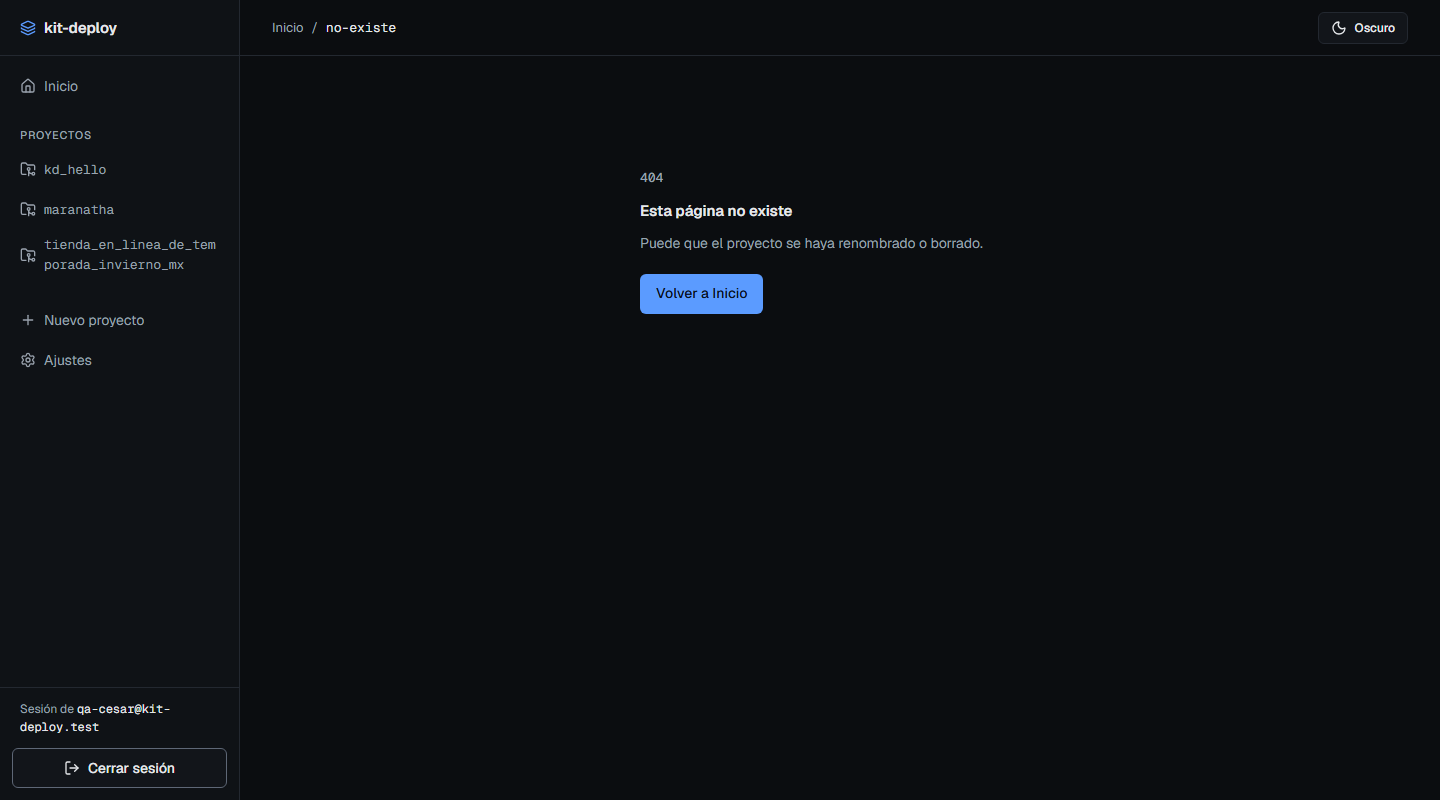 kit-deploy
Inicio / no-existe
Oscuro
Inicio
PROYECTOS
kd_hello
maranatha
tienda_en_linea_de_tem
porada_invierno_mx
Nuevo proyecto
Ajustes
404
Esta página no existe
Puede que el proyecto se haya renombrado o borrado.
Volver a Inicio
Sesión de qa-cesar@kit-
deploy.test
Cerrar sesión